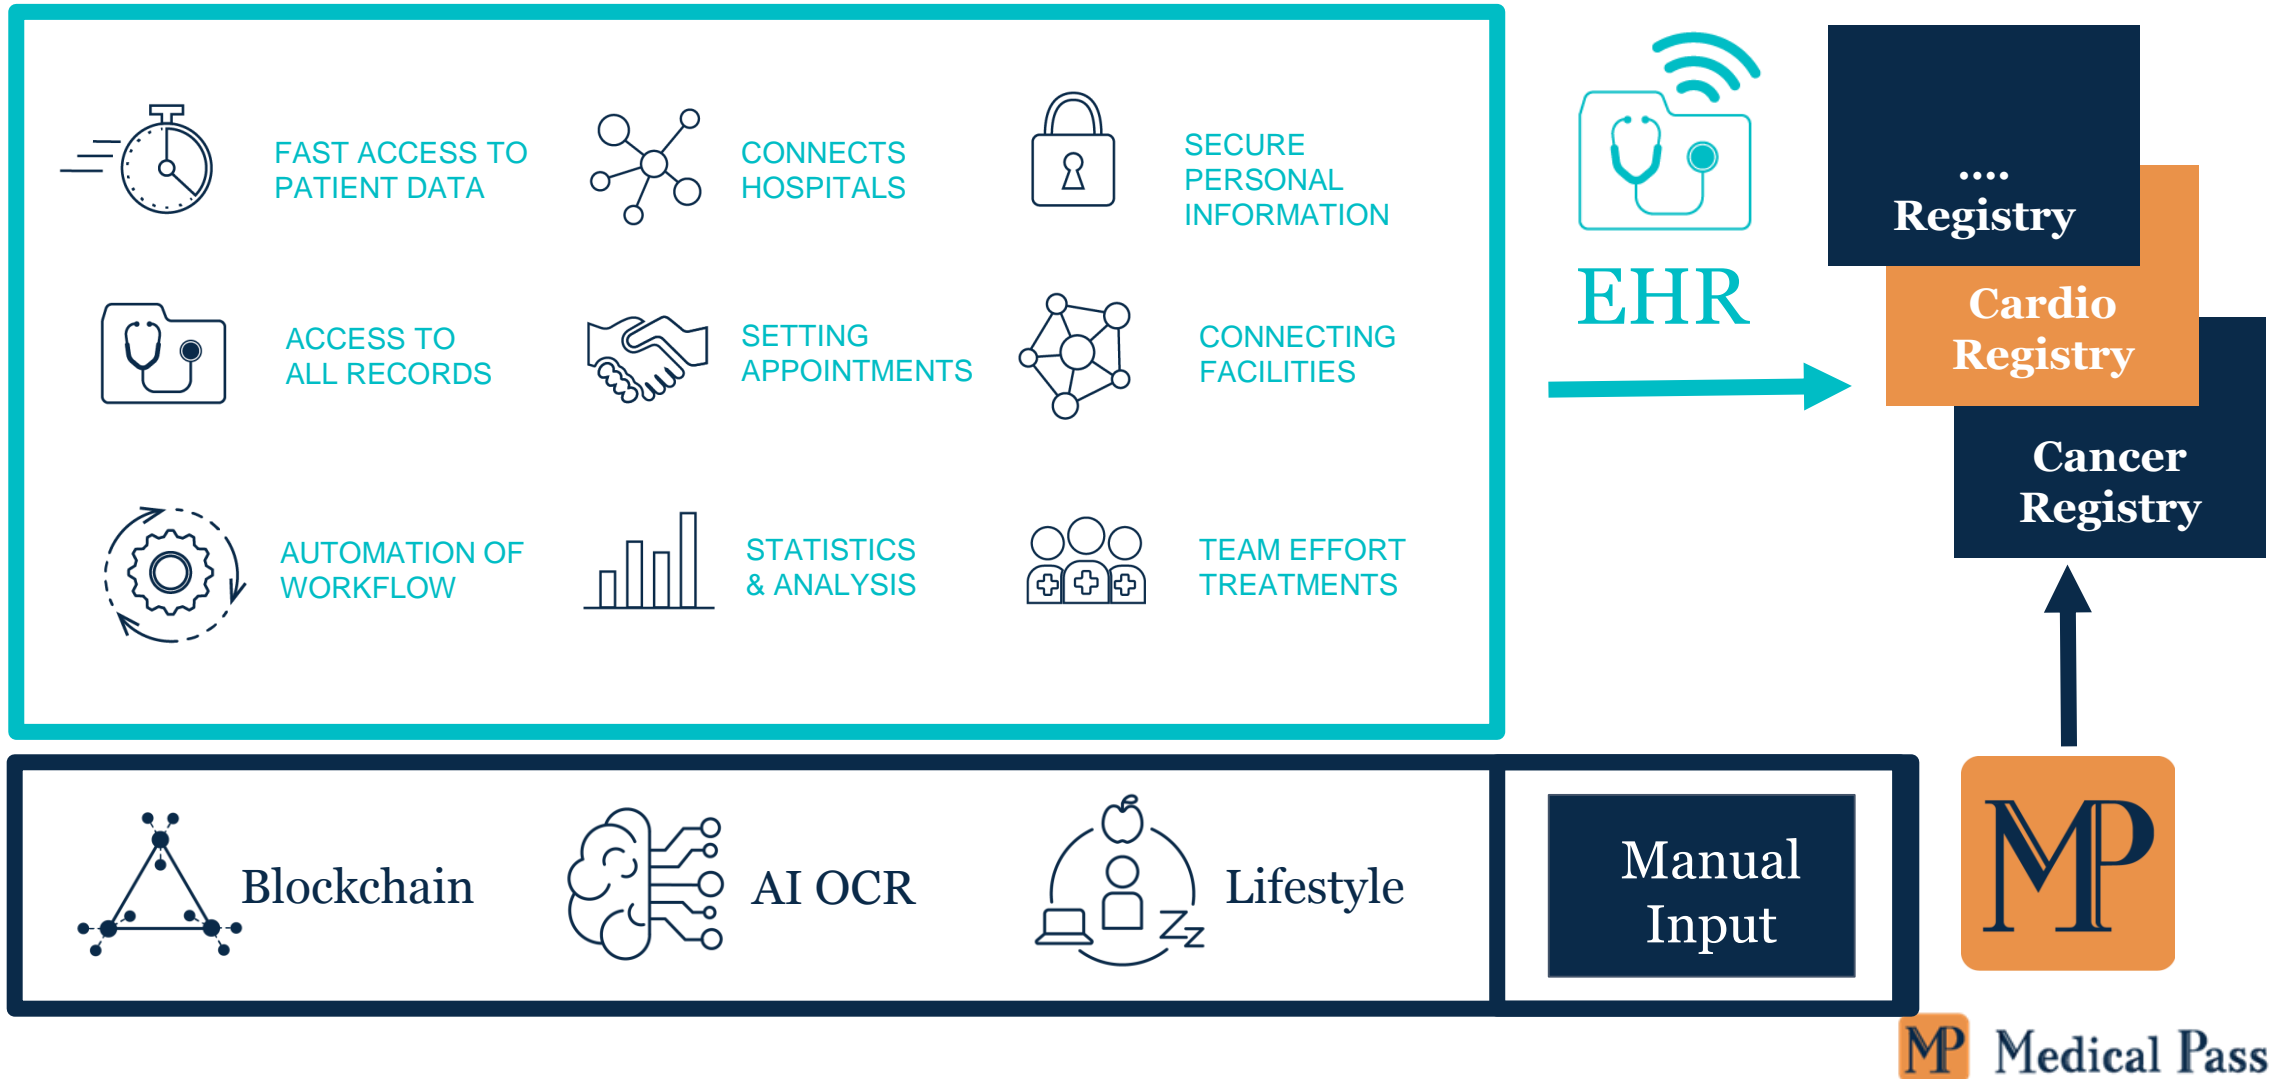 FAST ACCESS TO
PATIENT DATA
CONNECTS
HOSPITALS
SECURE
PERSONAL
INFORMATION
ACCESS TO
ALL RECORDS
SETTING
APPOINTMENTS
CONNECTING
FACILITIES
AUTOMATION OF
WORKFLOW
STATISTICS
& ANALYSIS
TEAM EFFORT
TREATMENTS
EHR
....
Registry
Cardio
Registry
Cancer
Registry
Blockchain
AI OCR
Lifestyle
Zz
Manual
Input
MP
MP Medical Pass